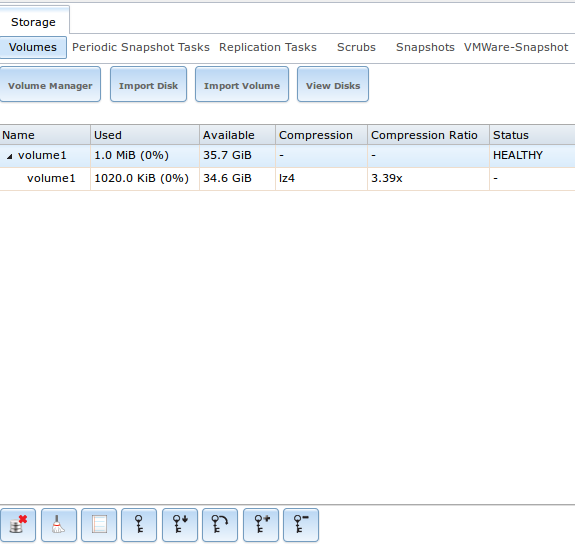 Storage
Volumes Periodic Snapshot Tasks Replication Tasks Scrubs Snapshots VMWare-Snapshot
Volume Manager Import Disk Import Volume View Disks
Name Used Available Compression Compression Ratio Status
volume1 1.0 MiB (0%) 35.7 GiB - - HEALTHY
volume1 1020.0 KiB (0%) 34.6 GiB lz4 3.39x -